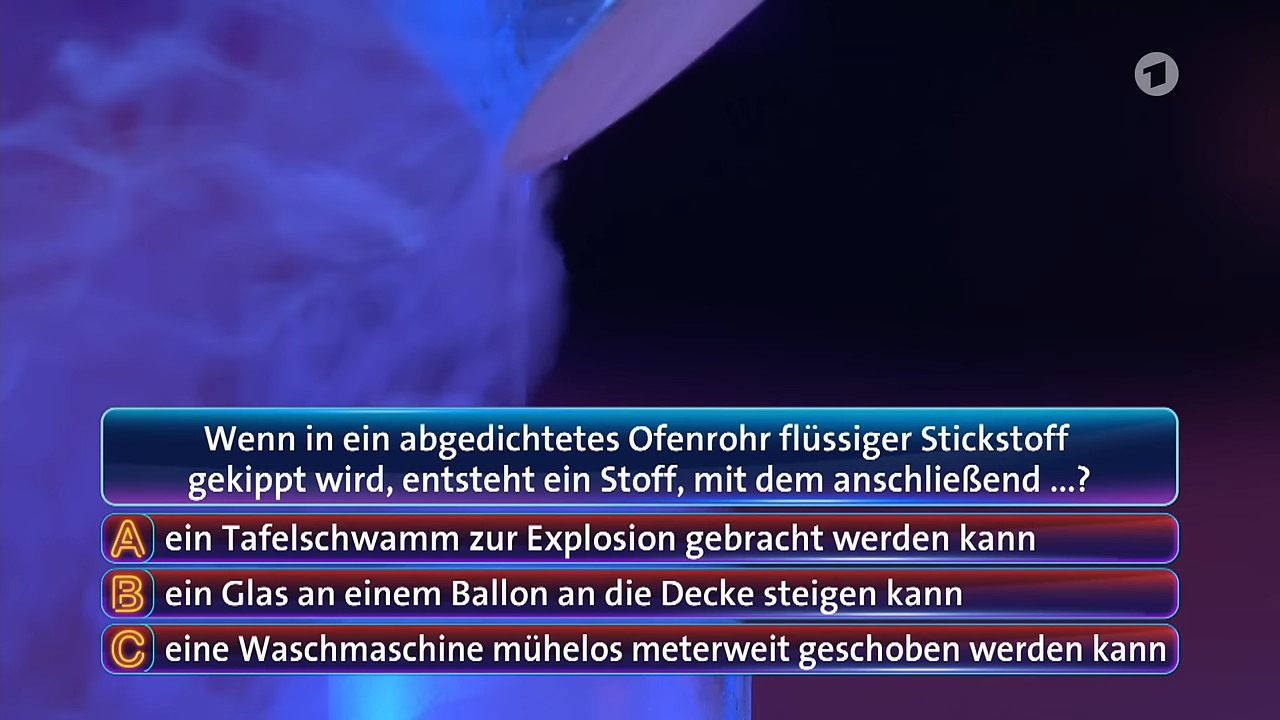 Wenn in ein abgedichtetes Ofenrohr flüssiger Stickstoff
gekippt wird, entsteht ein Stoff, mit dem anschließend ...?
A ein Tafelschwamm zur Explosion gebracht werden kann
B ein Glas an einem Ballon an die Decke steigen kann
C eine Waschmaschine mühelos meterweit geschoben werden kann